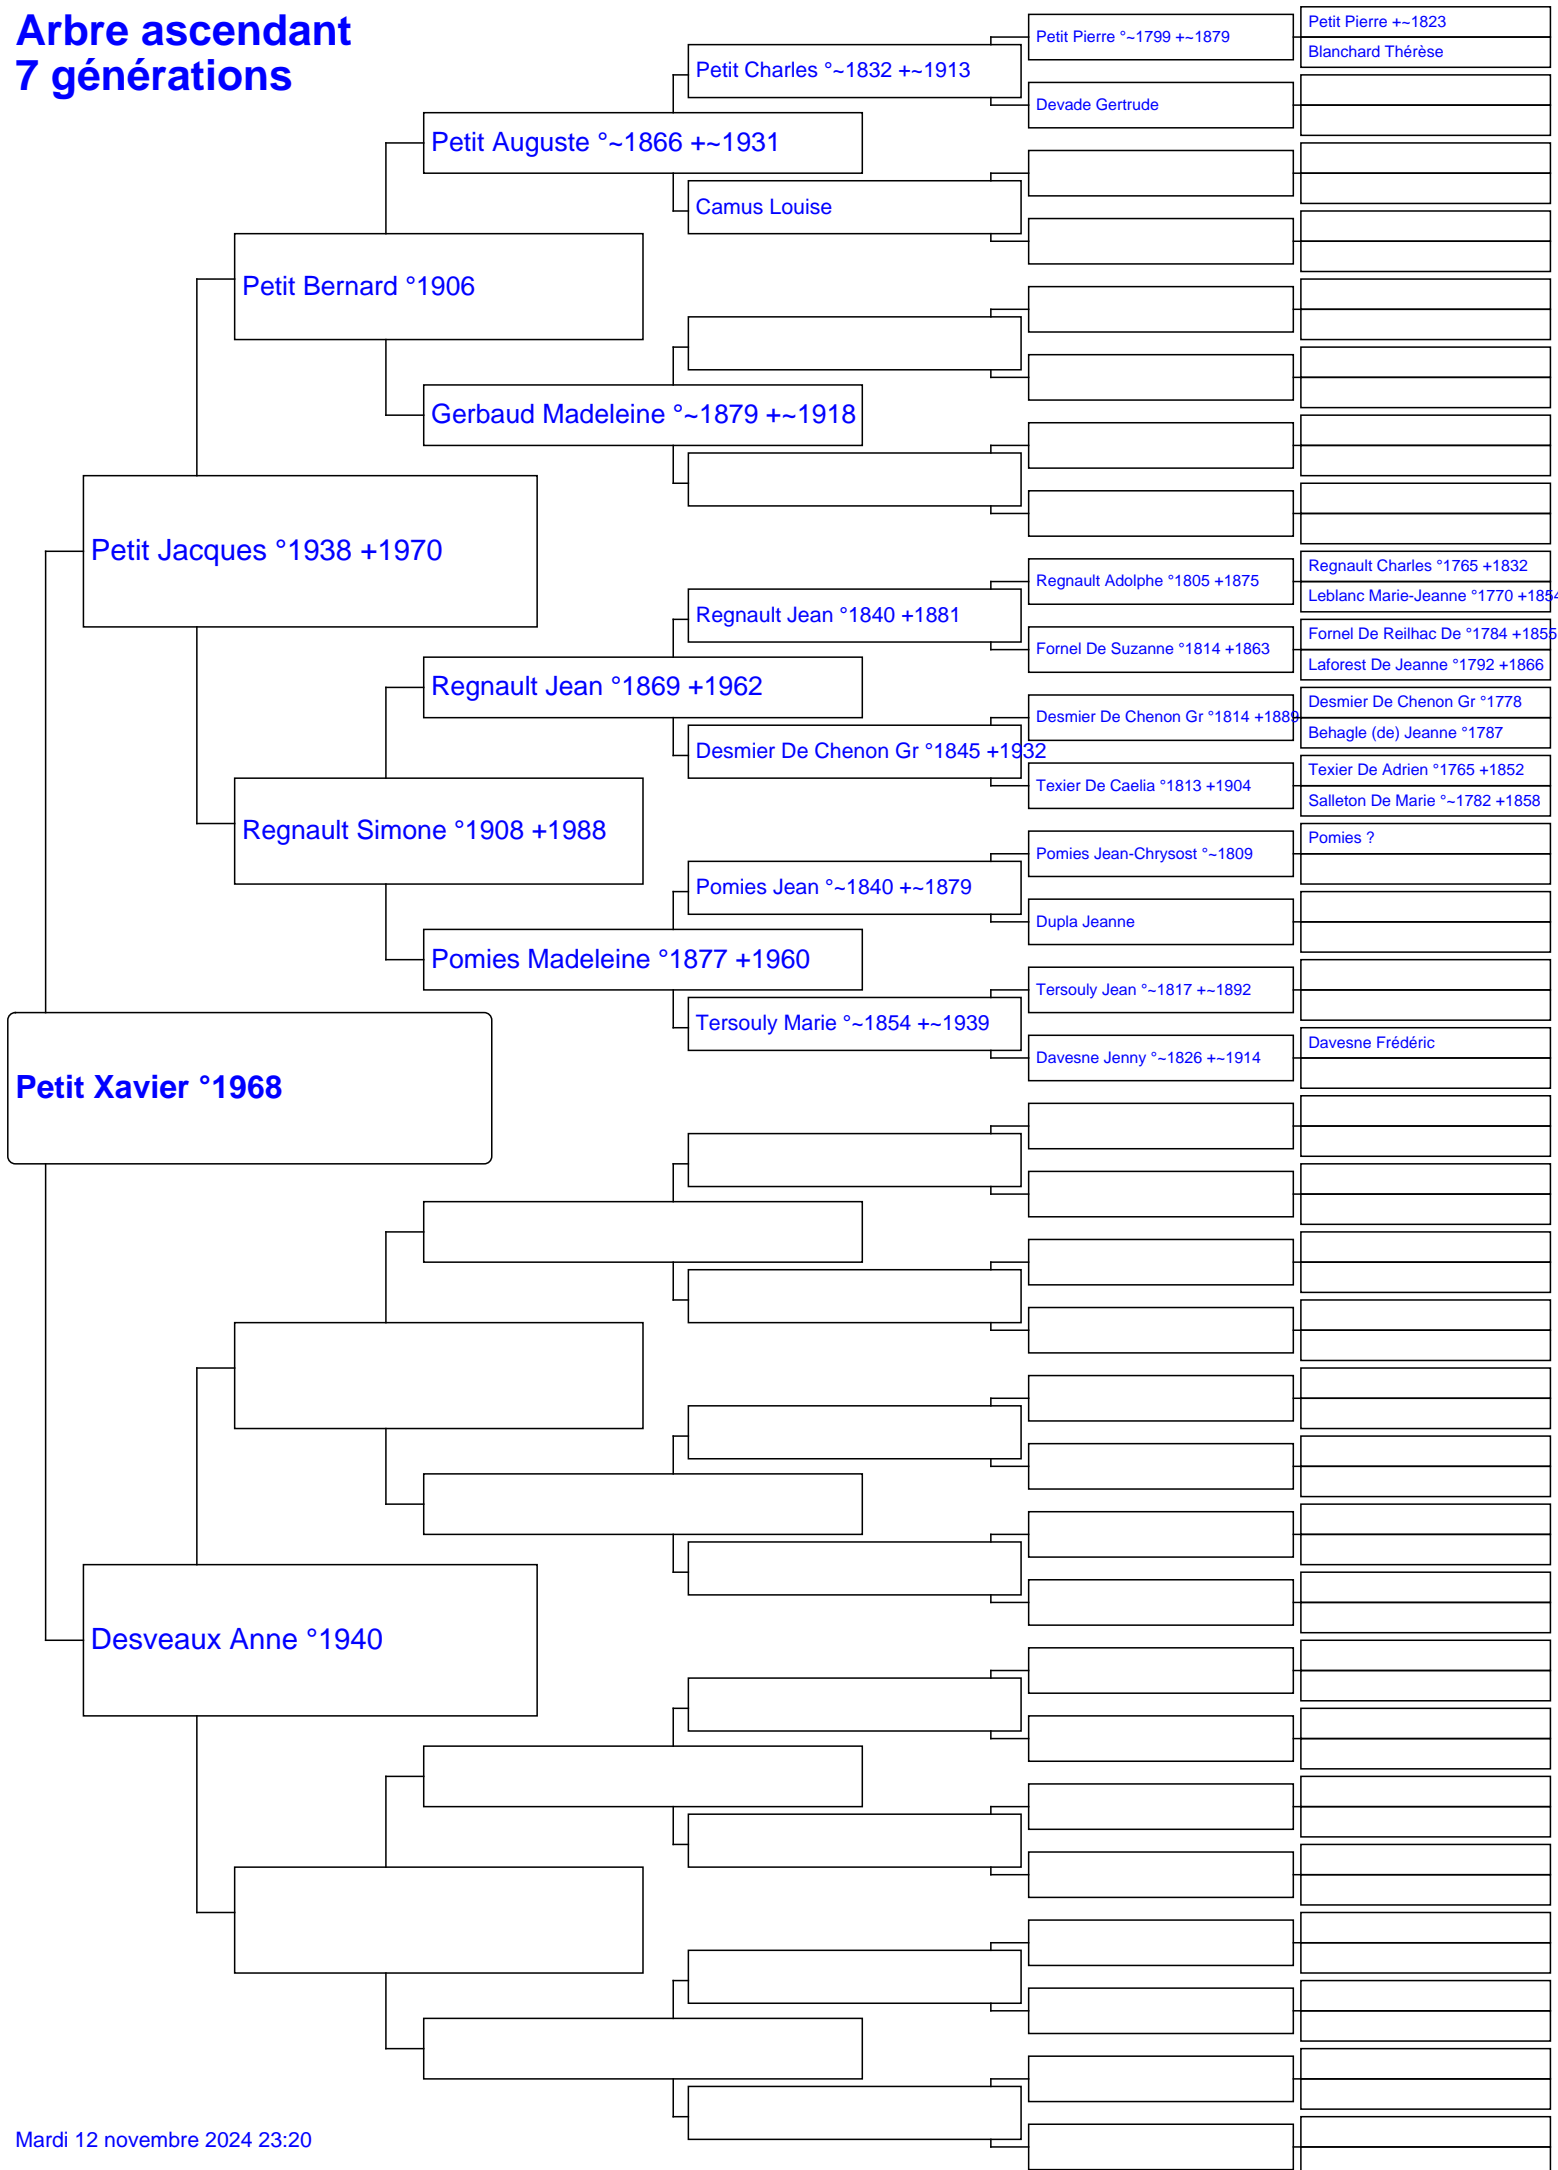 Arbre ascendant
7 générations
Petit Xavier °1968
Petit Jacques °1938 +1970
Desveaux Anne °1940
Petit Bernard °1906
Regnault Simone °1908 +1988
Petit Auguste °~1866 +~1931
Gerbaud Madeleine °~1879 +~1918
Regnault Jean °1869 +1962
Pomies Madeleine °1877 +1960
Petit Charles °~1832 +~1913
Camus Louise
Regnault Jean °1840 +1881
Desmier De Chenon Gr °1845 +1932
Pomies Jean °~1840 +~1879
Tersouly Marie °~1854 +~1939
Petit Pierre °~1799 +~1879
Devade Gertrude
Regnault Adolphe °1805 +1875
Fornel De Suzanne °1814 +1863
Desmier De Chenon Gr °1814 +1889
Texier De Caelia °1813 +1904
Pomies Jean-Chrysost °~1809
Dupla Jeanne
Tersouly Jean °~1817 +~1892
Davesne Jenny °~1826 +~1914
Petit Pierre +~1823
Blanchard Thérèse
Regnault Charles °1765 +1832
Leblanc Marie-Jeanne °1770 +1854
Fornel De Reilhac De °1784 +1855
Laforest De Jeanne °1792 +1866
Desmier De Chenon Gr °1778
Behagle (de) Jeanne °1787
Texier De Adrien °1765 +1852
Salleton De Marie °~1782 +1858
Pomies ?
Davesne Frédéric
Mardi 12 novembre 2024 23:20